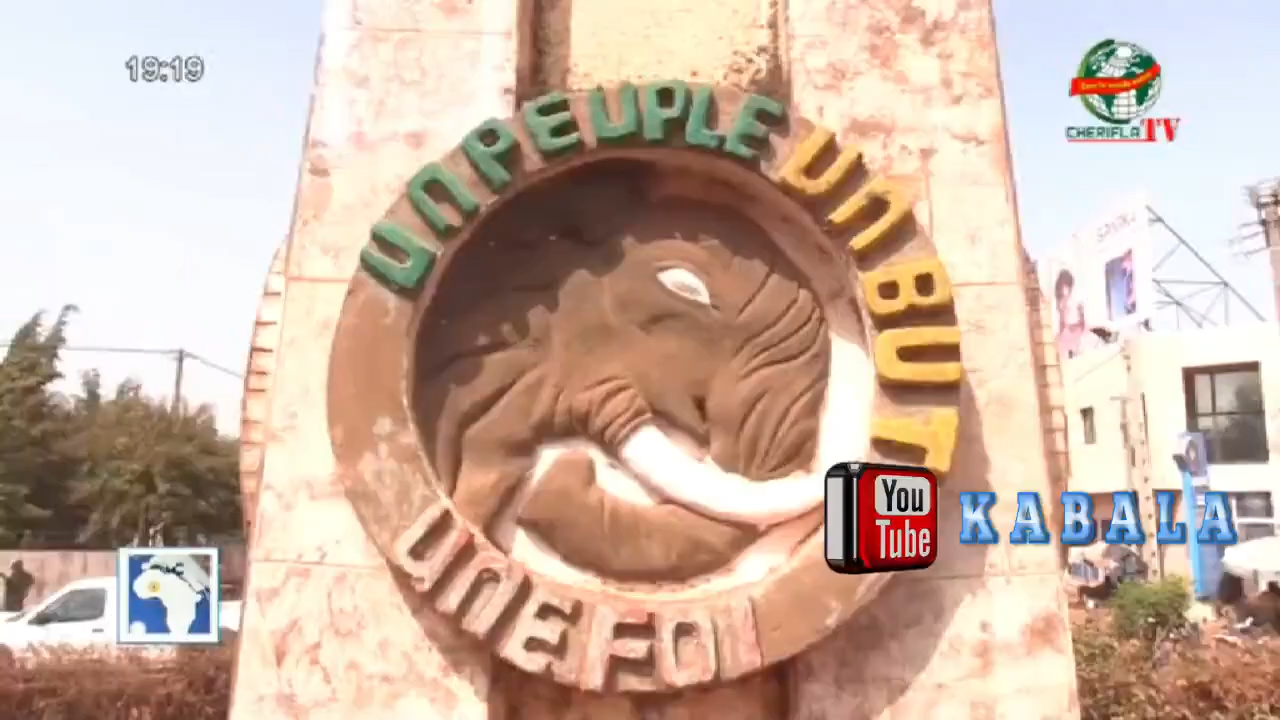 19:19
CHERIFLA TV
UN PEUPLE UN BUT
UNE FOI
You
Tube
KABALA